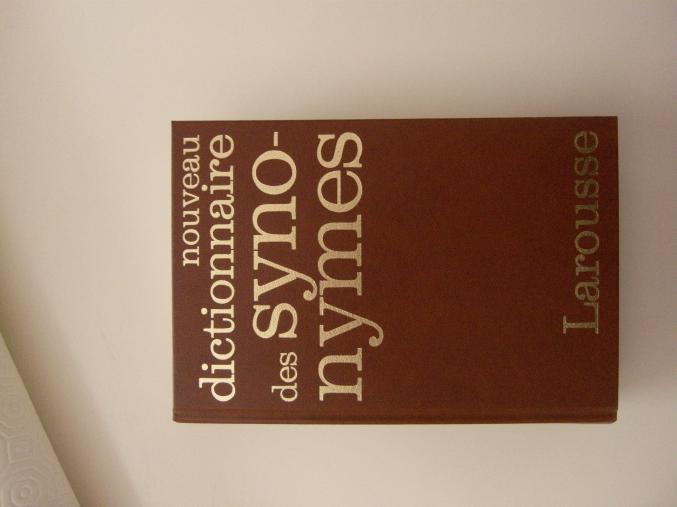 nouveau
dictionnaire
des syno-
nymes
Larousse